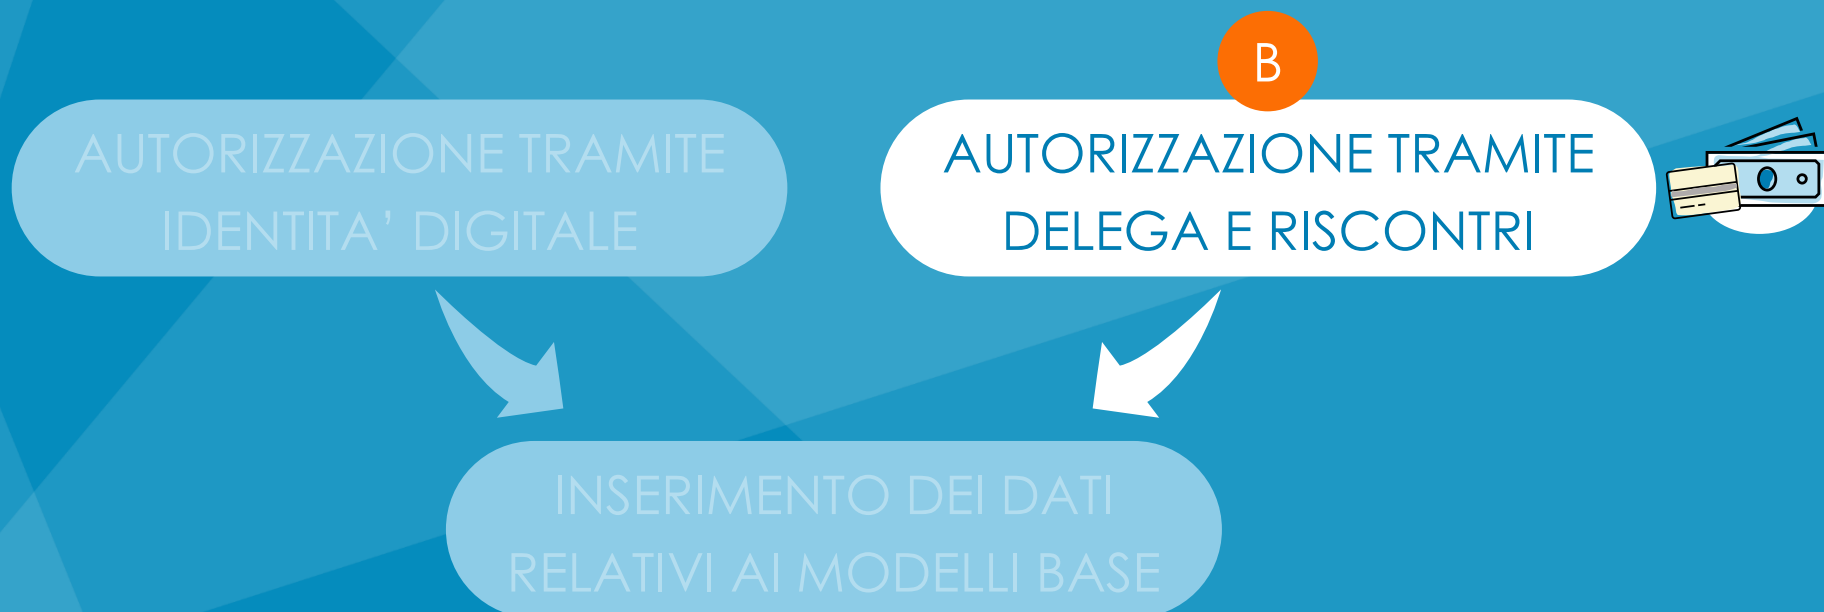 B
AUTORIZZAZIONE TRAMITE
IDENTITA’ DIGITALE
AUTORIZZAZIONE TRAMITE
DELEGA E RISCONTRI
INSERIMENTO DEI DATI
RELATIVI AI MODELLI BASE